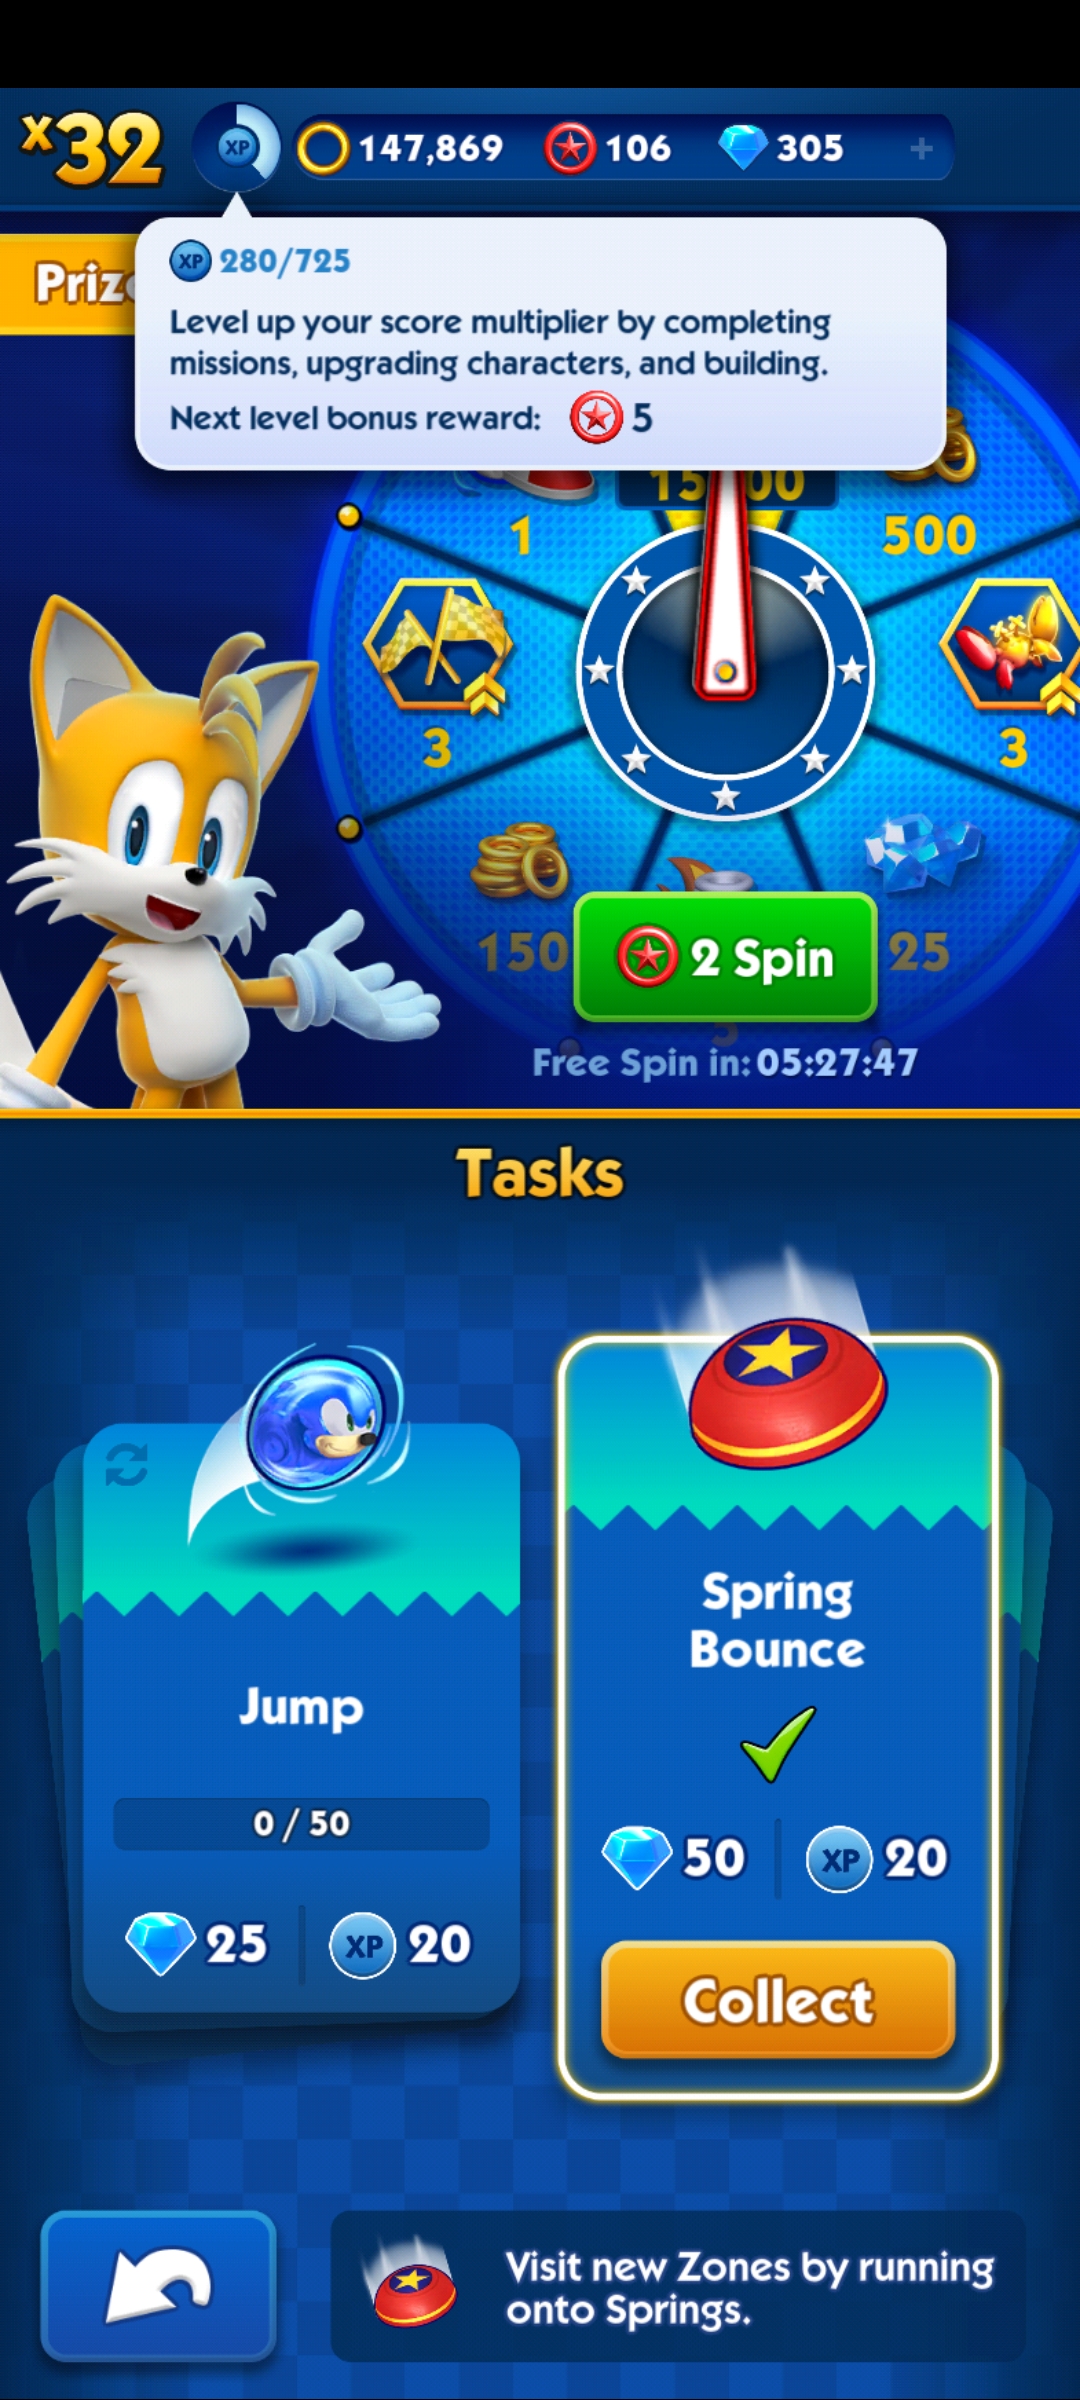 x32 XP 147,869 106 305 +
XP 280/725
Level up your score multiplier by completing
missions, upgrading characters, and building.
Next level bonus reward: 5
1
500
3
3
150
25
2 Spin
Free Spin in: 05:27:47
Tasks
Jump
0 / 50
25 XP 20
Spring
Bounce
50 XP 20
Collect
Visit new Zones by running
onto Springs.